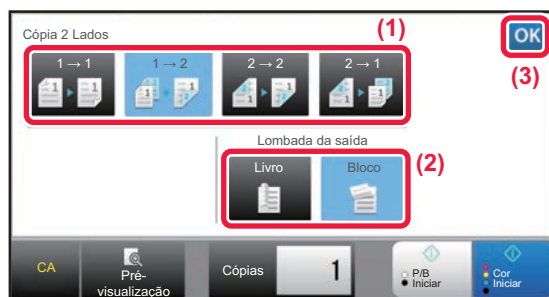 Cópia 2 Lados
(1)
OK
(3)
1 → 1
1 → 2
2 → 2
2 → 1
Lombada da saída
Livro
Bloco
(2)
CA
Pré-
visualização
Cópias
1
P/B
Iniciar
Cor
Iniciar